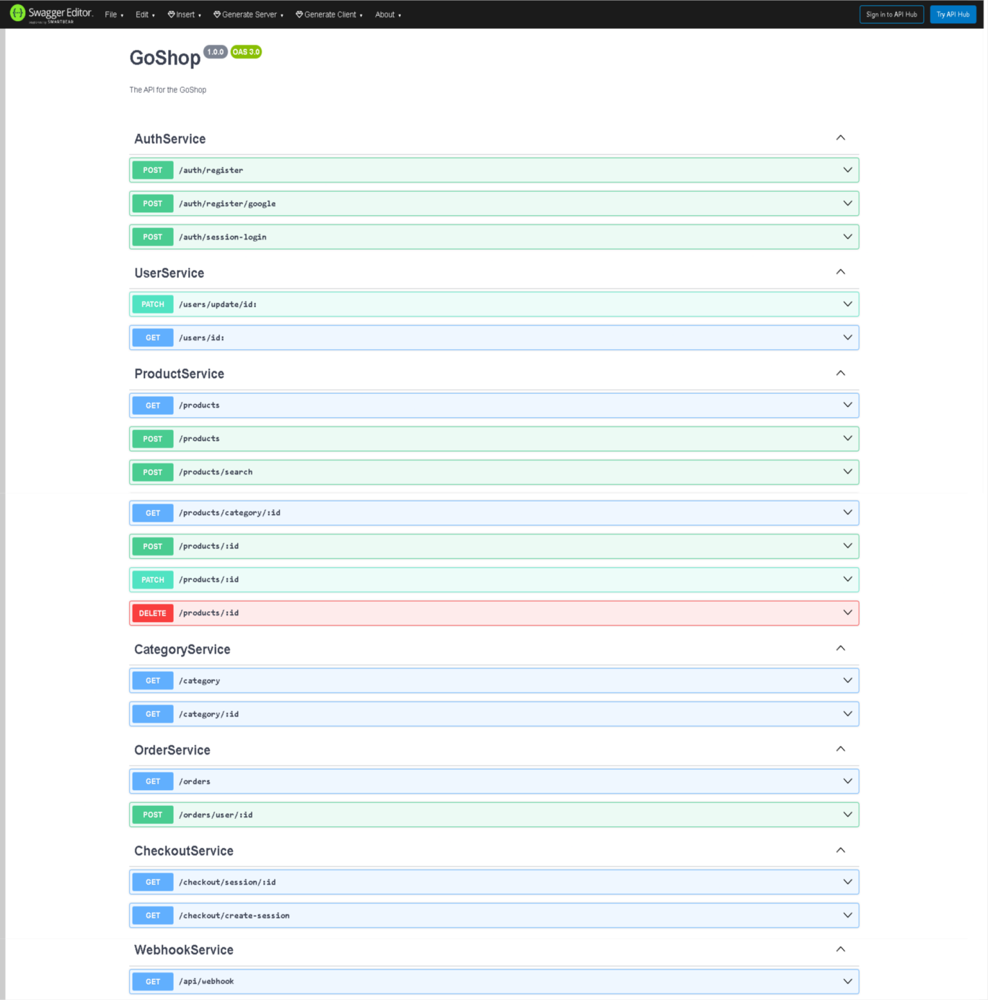 Swagger Editor. File Edit Insert Generate Server Generate Client About Sign in to API Hub Try API Hub
SMARTBEAR
GoShop 1.0.0 OAS 3.0
The API for the GoShop
AuthService
POST /auth/register
POST /auth/register/google
POST /auth/session-login
UserService
PATCH /users/update/id:
GET /users/id:
ProductService
GET /products
POST /products
POST /products/search
GET /products/category/:id
POST /products/:id
PATCH /products/:id
DELETE /products/:id
CategoryService
GET /category
GET /category/:id
OrderService
GET /orders
POST /orders/user/:id
CheckoutService
GET /checkout/session/:id
GET /checkout/create-session
WebhookService
GET /api/webhook